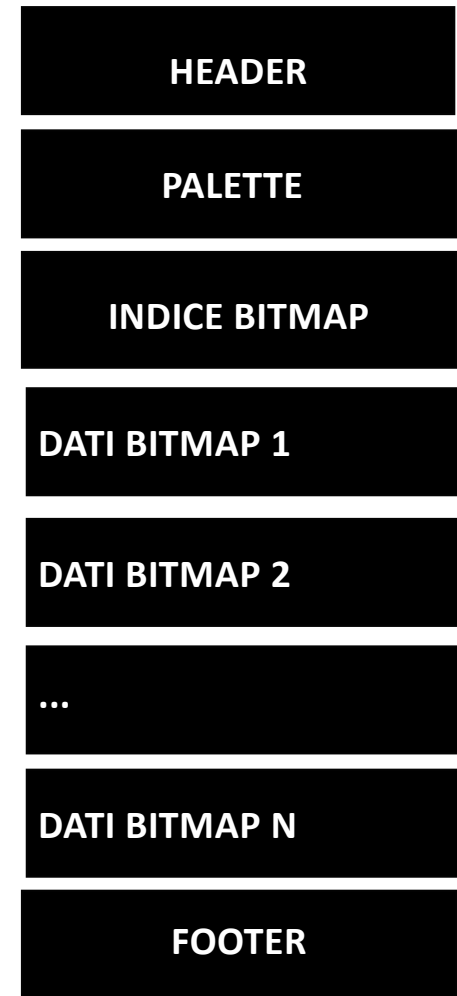 HEADER
PALETTE
INDICE BITMAP
DATI BITMAP 1
DATI BITMAP 2
...
DATI BITMAP N
FOOTER